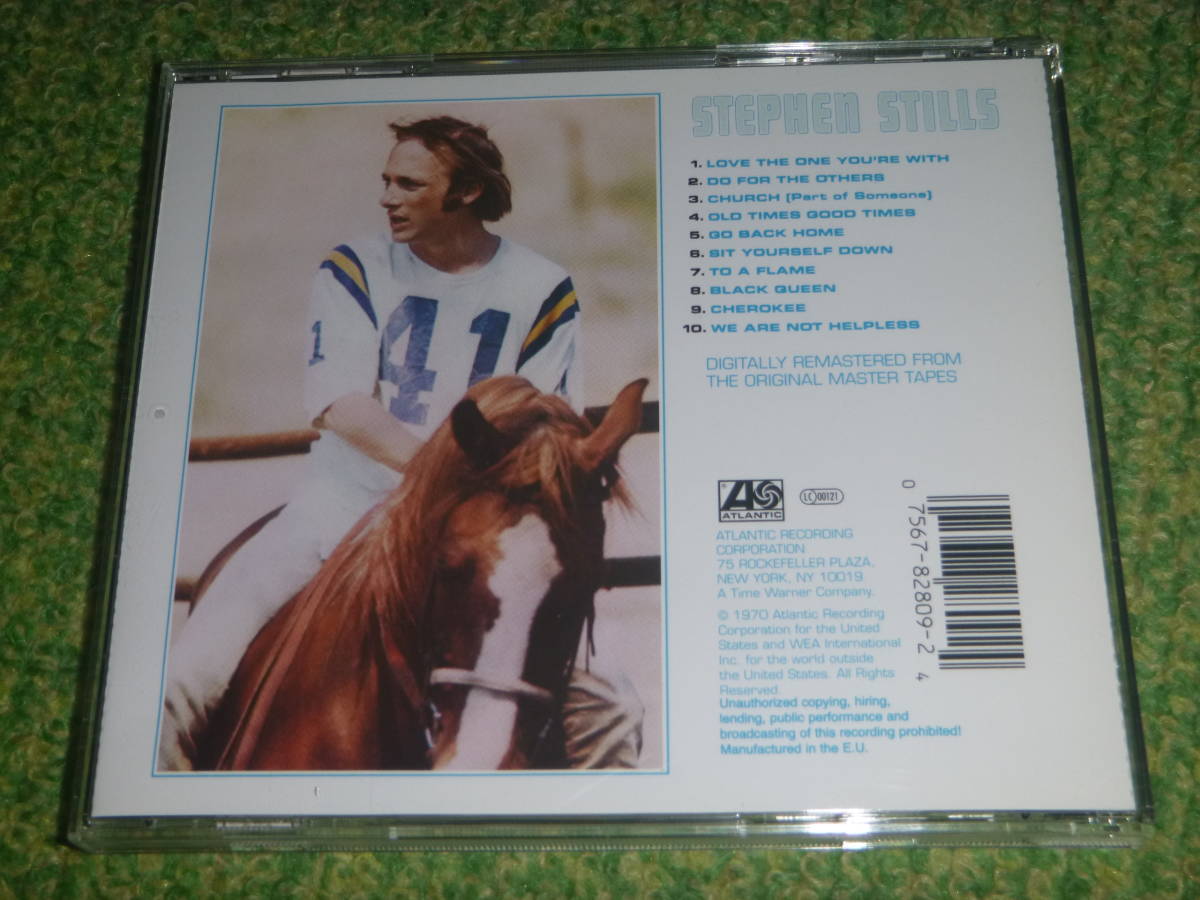 STEPHEN STILLS
1. LOVE THE ONE YOU'RE WITH
2. DO FOR THE OTHERS
3. CHURCH (Part of Someone)
4. OLD TIMES GOOD TIMES
5. GO BACK HOME
6. SIT YOURSELF DOWN
7. TO A FLAME
8. BLACK QUEEN
9. CHEROKEE
10. WE ARE NOT HELPLESS
DIGITALLY REMASTERED FROM
THE ORIGINAL MASTER TAPES
1 41
ATLANTIC
LC 00121
ATLANTIC RECORDING
CORPORATION
75 ROCKEFELLER PLAZA,
NEW YORK, NY 10019
A Time Warner Company.
© 1970 Atlantic Recording
Corporation for the United
States and WEA International
Inc. for the world outside
the United States. All Rights
Reserved.
Unauthorized copying, hiring,
lending, public performance and
broadcasting of this recording prohibited!
Manufactured in the E.U.
0 7567-82809-2 4